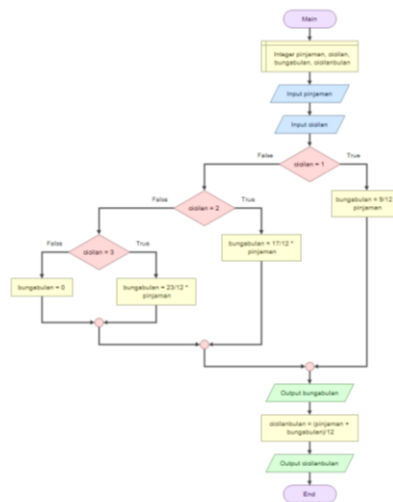 Main
Integer pinjaman, cicilan,
bungabulan, cicilanbulan
Input pinjaman
Input cicilan
False
True
cicilan = 1
bungabulan = 9/12
pinjaman
False
True
cicilan = 2
bungabulan = 17/12 *
pinjaman
False
True
cicilan = 3
bungabulan = 0
bungabulan = 23/12 *
pinjaman
Output bungabulan
cicilanbulan = (pinjaman +
bungabulan)/12
Output cicilanbulan
End